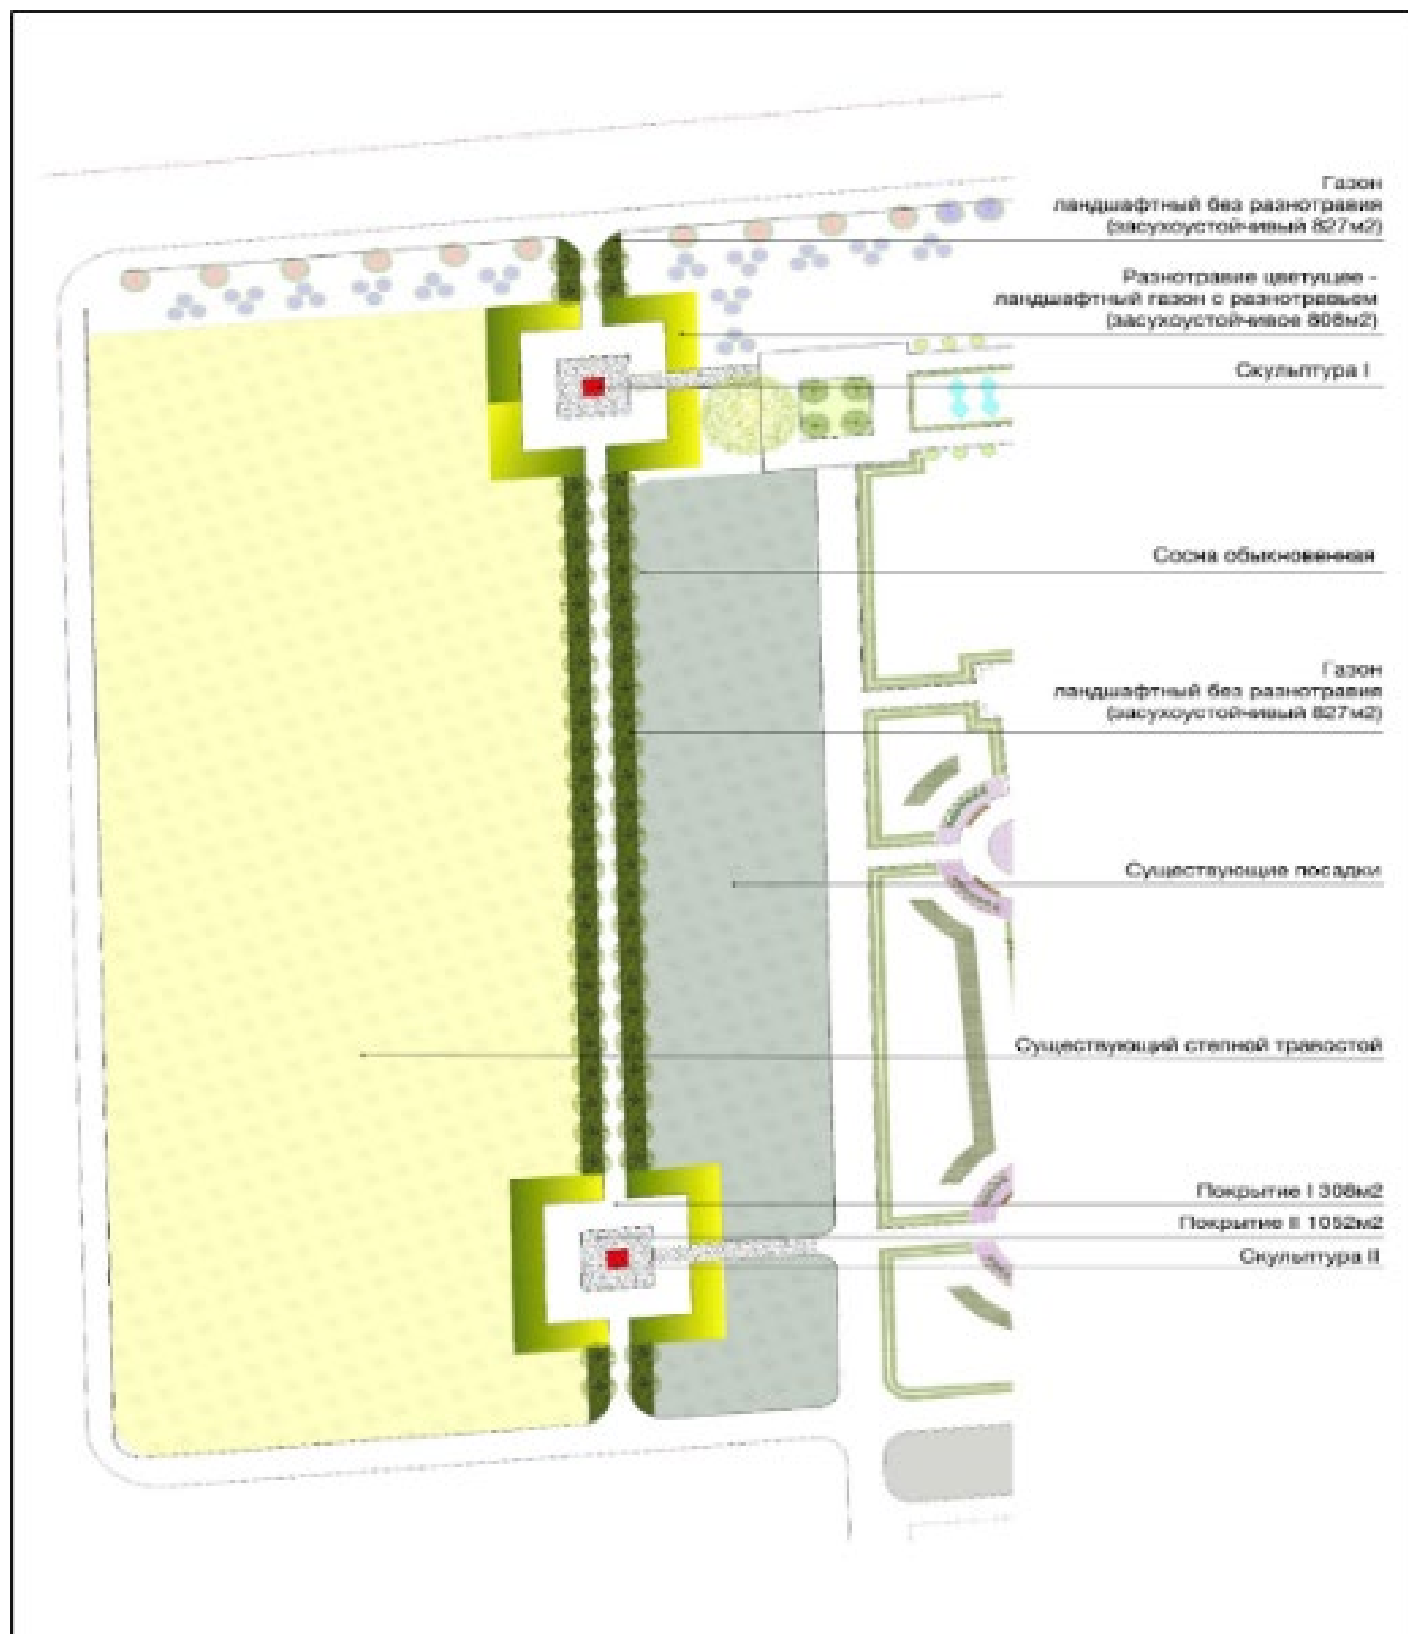 Газон
ландшафтный без разнотравия
(засухоустойчивый 827м2)
Разнотравие цветущее -
ландшафтный газон с разнотравьем
(засухоустойчивое 806м2)
Скульптура I
Сосна обыкновенная
Газон
ландшафтный без разнотравия
(засухоустойчивый 827м2)
Существующие посадки
Существующий степной травостой
Покрытие I 308м2
Покрытие II 1052м2
Скульптура II